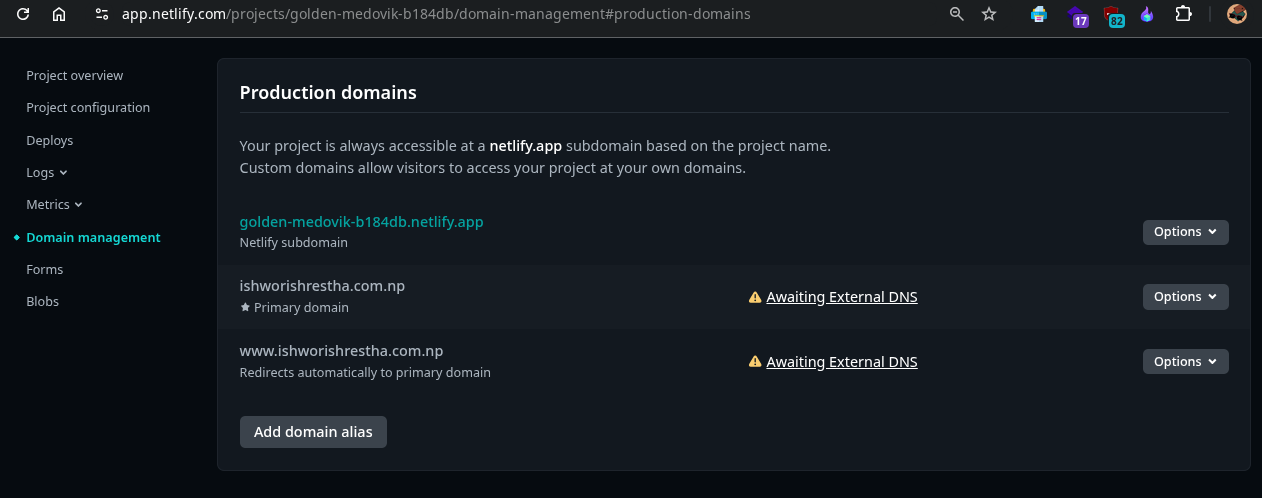 app.netlify.com/projects/golden-medovik-b184db/domain-management#production-domains
17
82
Project overview
Project configuration
Deploys
Logs
Metrics
Domain management
Forms
Blobs
Production domains
Your project is always accessible at a netlify.app subdomain based on the project name.
Custom domains allow visitors to access your project at your own domains.
golden-medovik-b184db.netlify.app
Netlify subdomain
Options
ishworishrestha.com.np
Primary domain
Awaiting External DNS
Options
www.ishworishrestha.com.np
Redirects automatically to primary domain
Awaiting External DNS
Options
Add domain alias